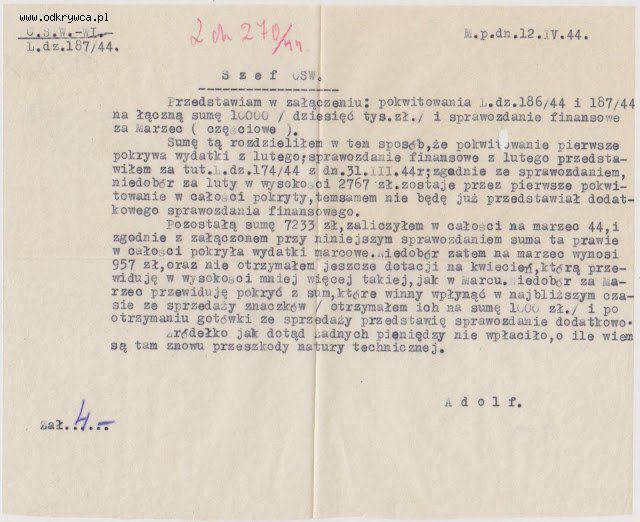 www.odkrywca.pl
O.S.W.-WI.-
L.dz.187/44.
L dz 270/44.
M.p.dn.12.IV.44.
Szef OSW.
Przedstawiam w załączeniu: pokwitowania L.dz.186/44 i 187/44
na łączną sumę 10000 / dziesięć tys.zł./ i sprawozdanie finansowe
za Marzec ( częściowe ).
Sumę tą rozdzieliłem w ten sposób,że pokwitowanie pierwsze
pokrywa wydatki z lutego;sprawozdanie finansowe z lutego przedsta-
wiłem za tut.L.dz.174/44 z dn.31.III.44r;zgodnie ze sprawozdaniem,
niedobór za luty w wysokości 2767 zł.zostaje przez pierwsze pokwi-
towanie w całości pokryty,temsamem nie będę już przedstawiał dodat-
kowego sprawozdania finansowego.
Pozostałą sumę 7233 zł,zaliczyłem w całości na marzec 44,i
zgodnie z załączonem przy niniejszym sprawozdaniem suma ta prawie
w całości pokryła wydatki marcowe.Niedobór zatem na marzec wynosi
957 zł,oraz nie otrzymałem jeszcze dotacji na kwiecień,którą prze-
widuję w wysokości mniej więcej takiej,jak w Marcu.Niedobór za Ma-
rzec przewiduję pokryć z sum,które winny wpłynąć w najbliższym cza-
sie ze sprzedaży znaczków / otrzymałem ich na sumę 1000 zł./ i po
otrzymaniu gotówki ze sprzedaży przedstawię sprawozdanie dodatkowo.
Źródełko jak dotąd żadnych pieniędzy nie wpłaciło,o ile wiem
są tam znowu przeszkody natury technicznej.
Adolf.
Zał..4.-